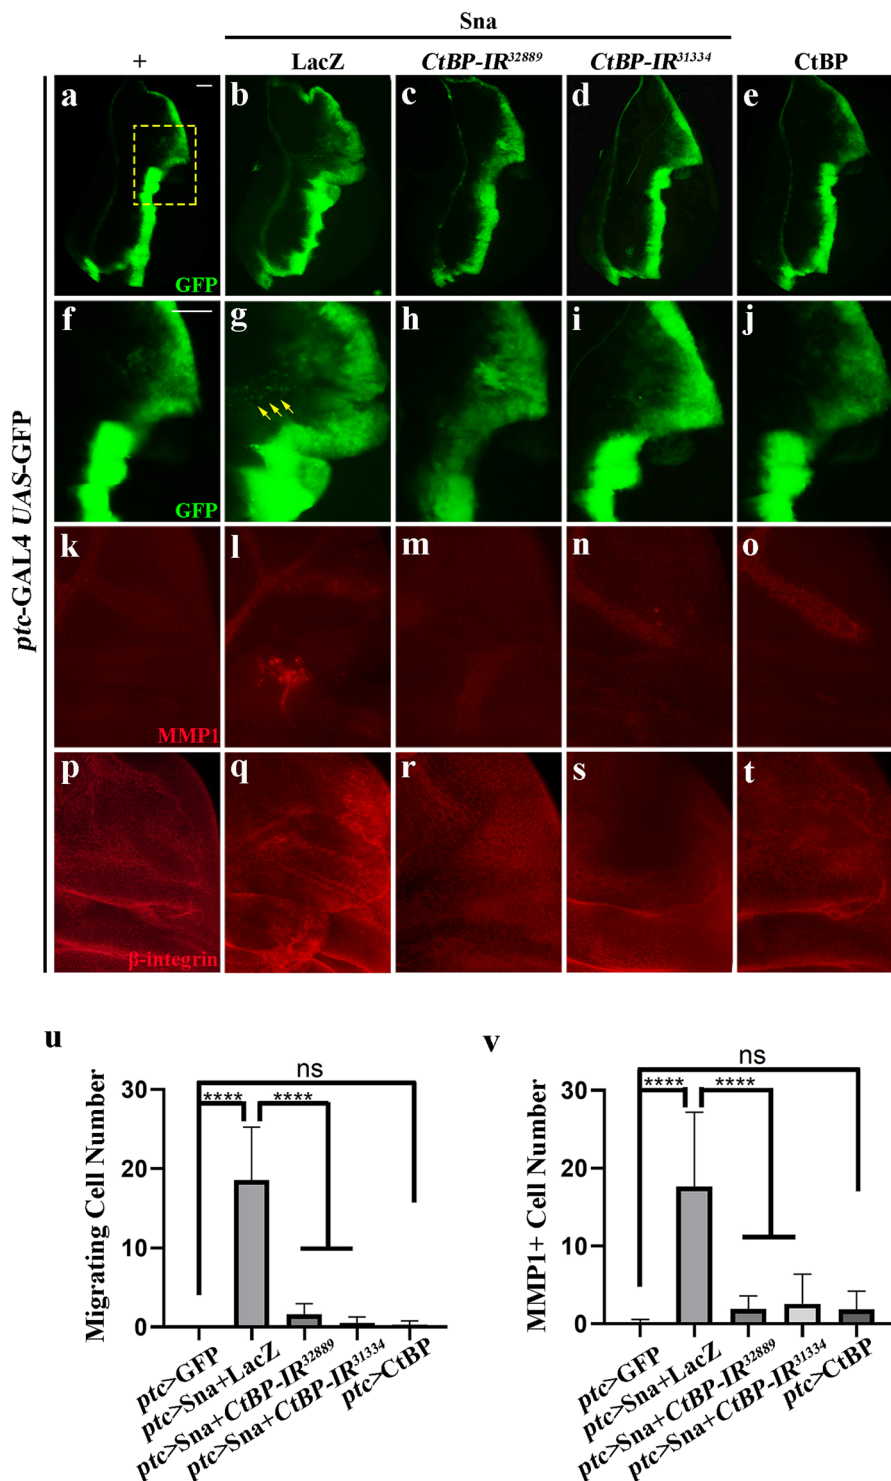 Sna
+ LacZ CtBP-IR³²⁸⁸⁹ CtBP-IR³¹³³⁴ CtBP
ptc-GAL4 UAS-GFP
a b c d e
GFP
f g h i j
GFP
k l m n o
MMP1
p q r s t
β-integrin
u
Migrating Cell Number
ns
**** ****
30
20
10
0
ptc>GFP
ptc>Sna+LacZ
ptc>Sna+CtBP-IR³²⁸⁸⁹
ptc>Sna+CtBP-IR³¹³³⁴
ptc>CtBP
v
MMP1+ Cell Number
ns
**** ****
30
20
10
0
ptc>GFP
ptc>Sna+LacZ
ptc>Sna+CtBP-IR³²⁸⁸⁹
ptc>Sna+CtBP-IR³¹³³⁴
ptc>CtBP